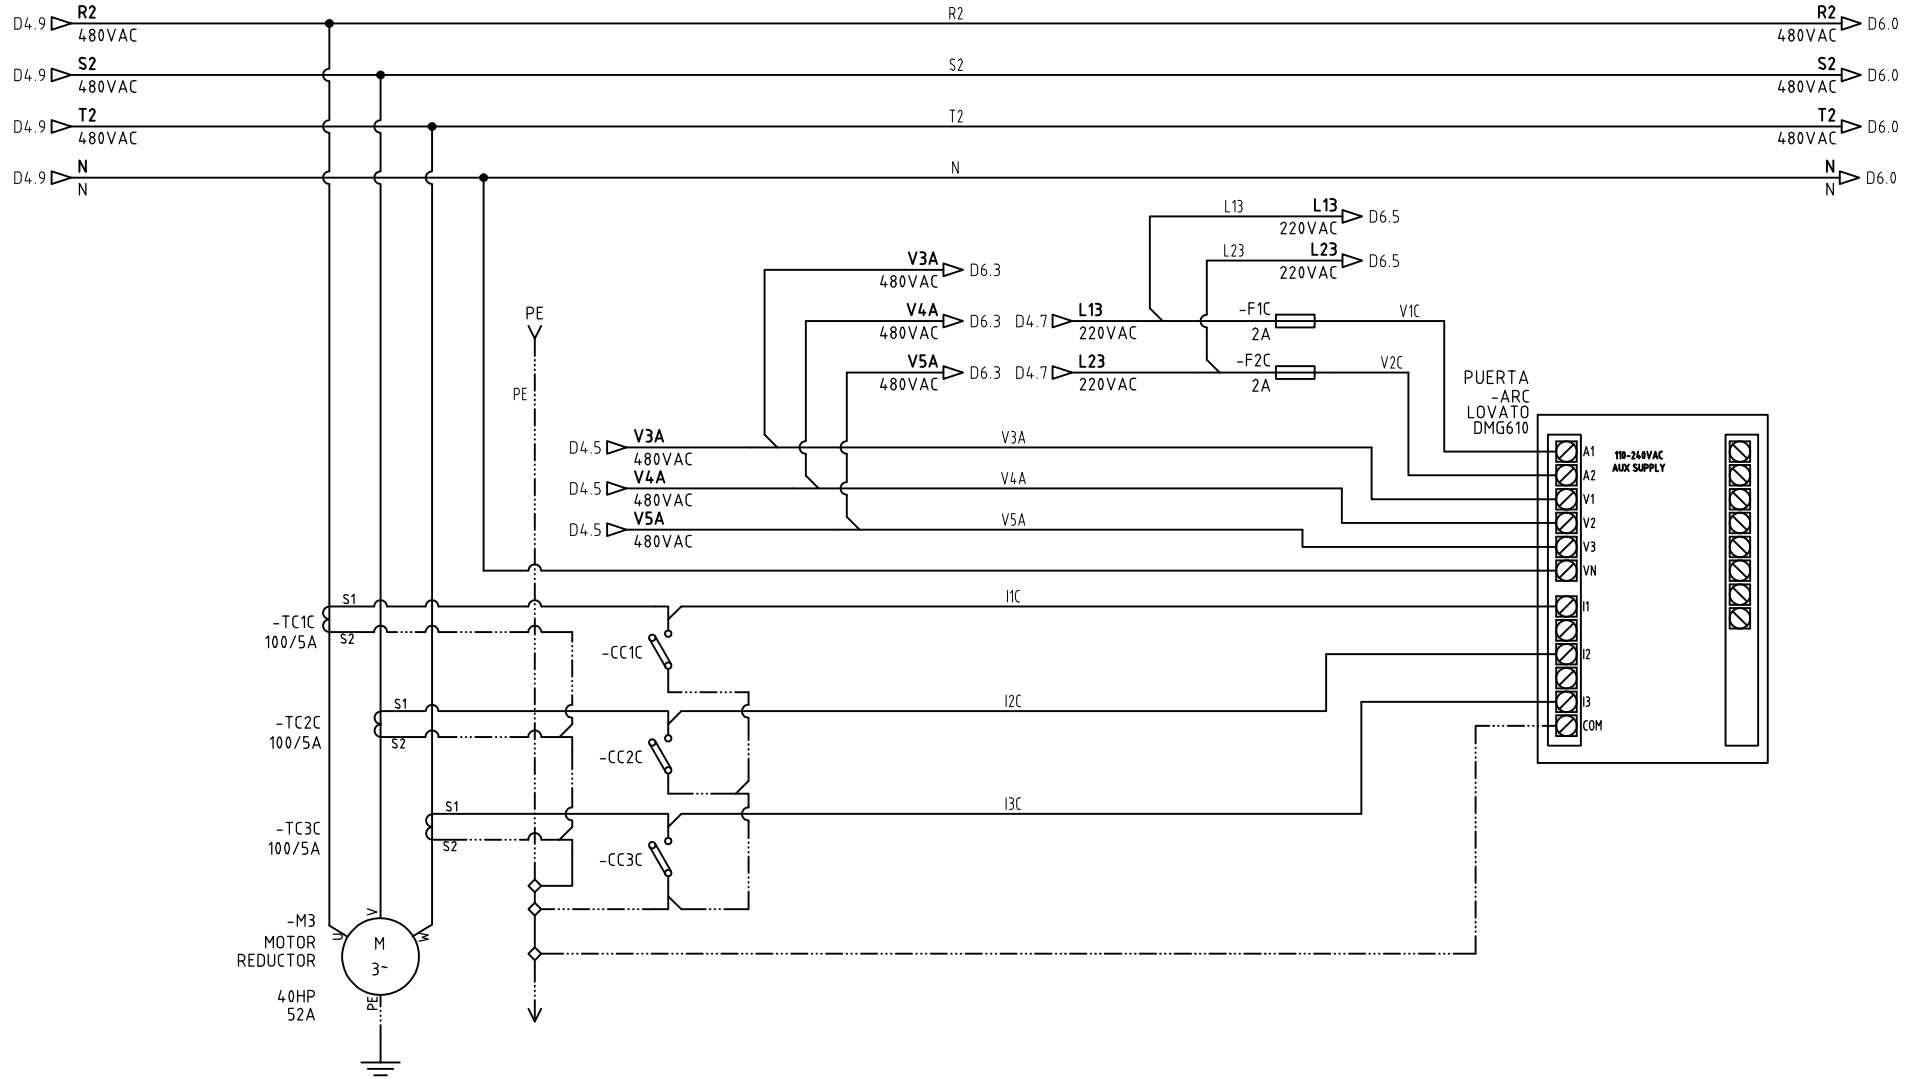 D4.9 R2 R2 R2 D6.0
480VAC 480VAC
D4.9 S2 S2 S2 D6.0
480VAC 480VAC
D4.9 T2 T2 T2 D6.0
480VAC 480VAC
D4.9 N N N D6.0
N N
L13 L13 D6.5
220VAC
L23 L23 D6.5
220VAC
V3A D6.3
480VAC
V4A D6.3
480VAC
V5A D6.3
480VAC
D4.7 L13
220VAC
-F1C
2A
V1C
D4.7 L23
220VAC
-F2C
2A
V2C
PE
PE
D4.5 V3A V3A
480VAC
D4.5 V4A V4A
480VAC
D4.5 V5A V5A
480VAC
PUERTA
-ARC
LOVATO
DMG610
110-240VAC
AUX SUPPLY
A1
A2
V1
V2
V3
VN
I1
I2
I3
COM
S1
-TC1C
100/5A
S2
-CC1C
I1C
S1
-TC2C
100/5A
S2
-CC2C
I2C
S1
-TC3C
100/5A
S2
-CC3C
I3C
-M3
MOTOR
REDUCTOR
40HP
52A
U
V
W
M
3~
PE